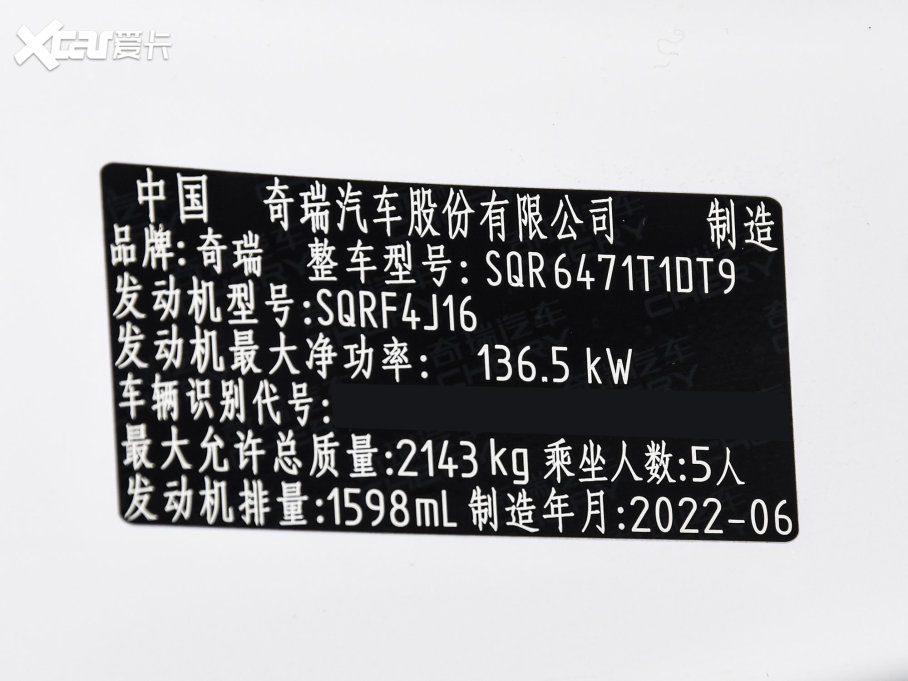 XCAR爱卡
中国 奇瑞汽车股份有限公司 制造
品牌:奇瑞 整车型号:SQR6471T1DT9
发动机型号:SQRF4J16
发动机最大净功率: 136.5 kW
车辆识别代号:
最大允许总质量:2143kg 乘坐人数:5人
发动机排量:1598mL 制造年月:2022-06